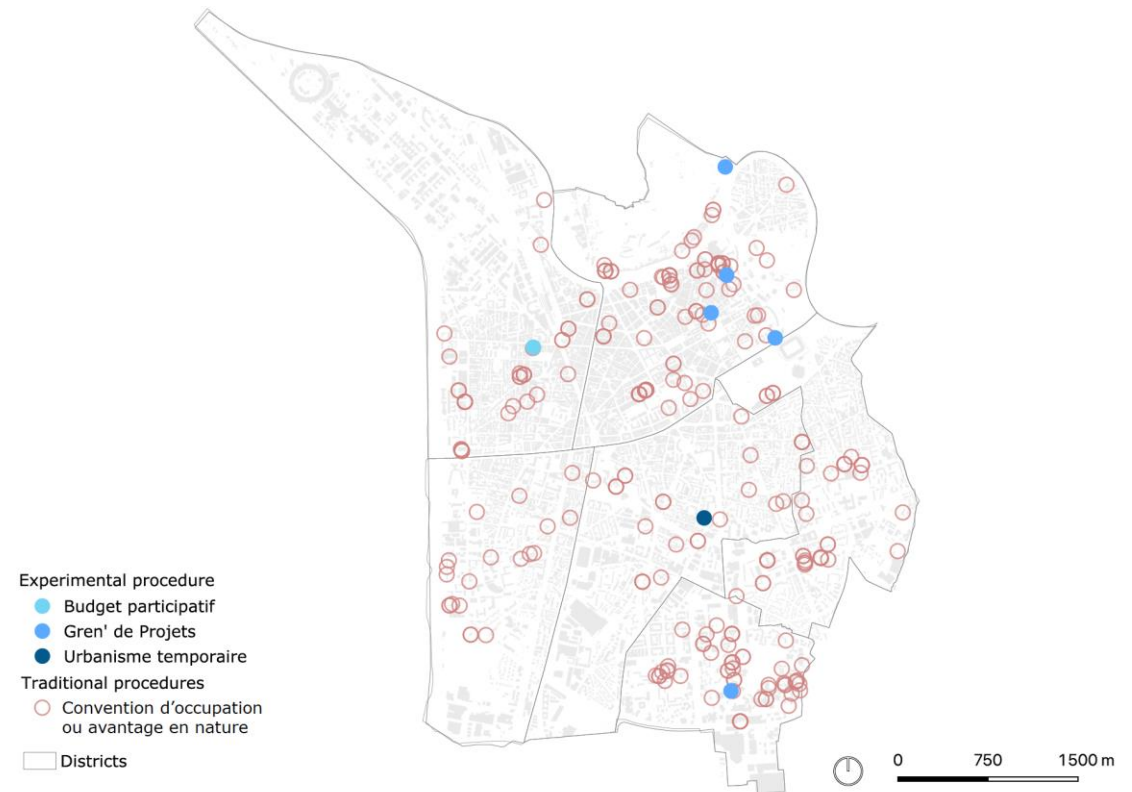 Experimental procedure
Budget participatif
Gren' de Projets
Urbanisme temporaire
Traditional procedures
Convention d'occupation
ou avantage en nature
Districts
0 750 1500 m